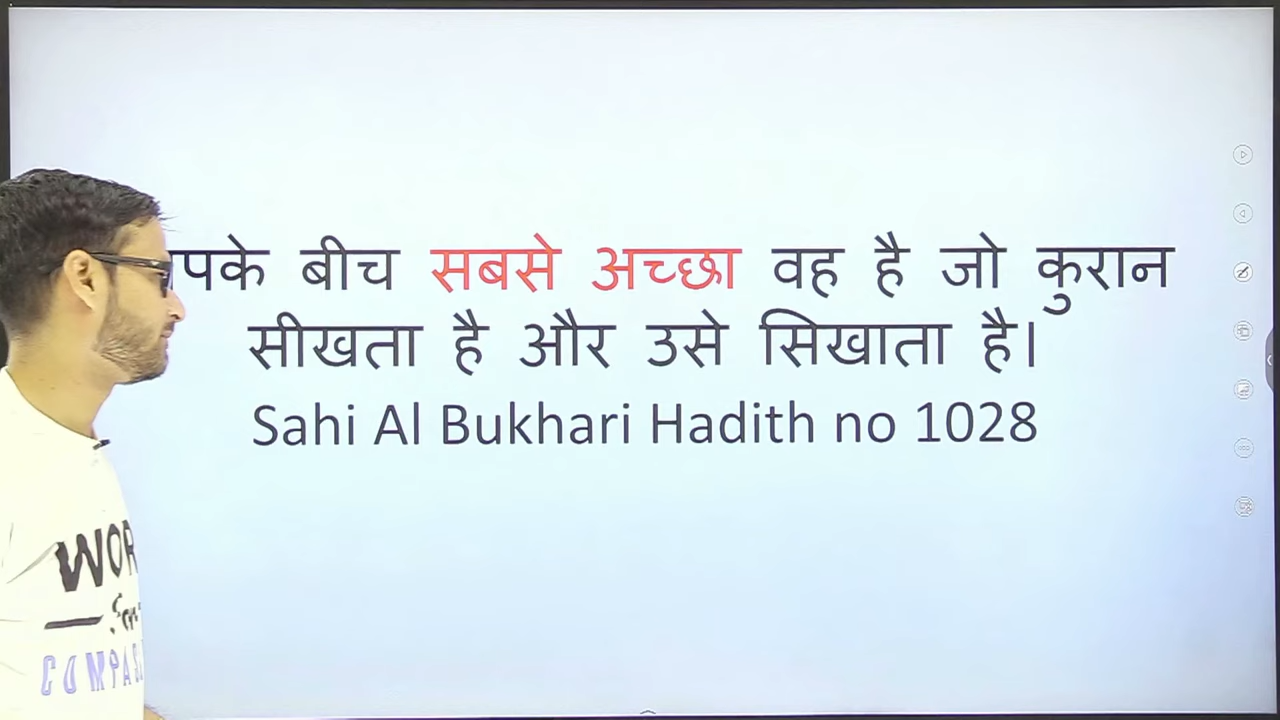 बीच सबसे अच्छा वह है जो कुरान
सीखता है और उसे सिखाता है।
Sahi Al Bukhari Hadith no 1028